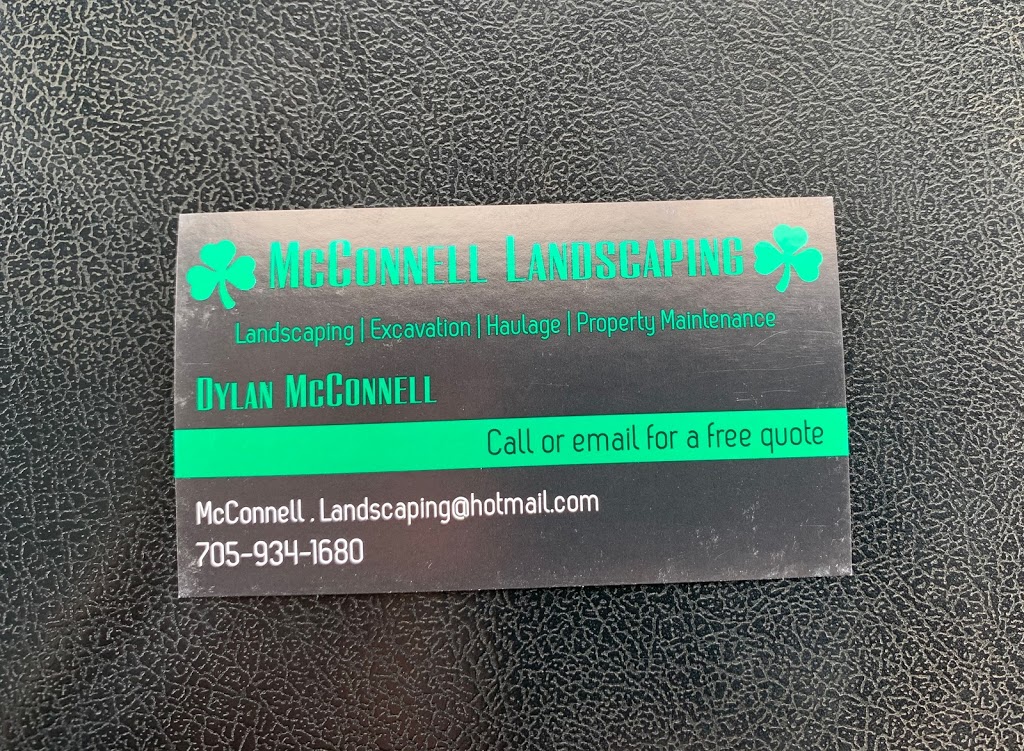 McConnell Landscaping
Landscaping | Excavation | Haulage | Property Maintenance
Dylan McConnell
Call or email for a free quote
McConnell . Landscaping@hotmail.com
705-934-1680